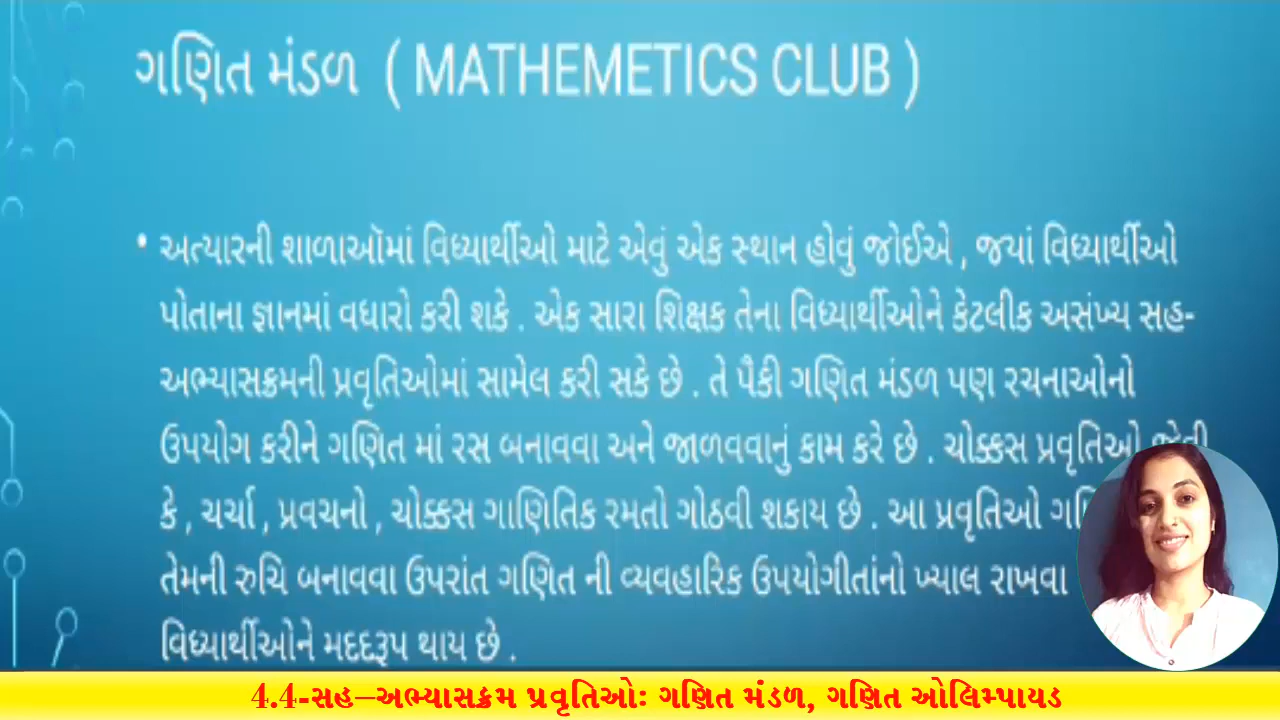 ગણિત મંડળ ( MATHEMETICS CLUB )
• અત્યારની શાળાઑમાં વિધ્યાર્થીઓ માટે એવું એક સ્થાન હોવું જોઈએ , જ્યાં વિધ્યાર્થીઓ
પોતાના જ્ઞાનમાં વધારો કરી શકે . એક સારા શિક્ષક તેના વિધ્યાર્થીઓને કેટલીક અસંખ્ય સહ-
અભ્યાસક્રમની પ્રવૃતિઓમાં સામેલ કરી સકે છે . તે પૈકી ગણિત મંડળ પણ રચનાઓનો
ઉપયોગ કરીને ગણિત માં રસ બનાવવા અને જાળવવાનું કામ કરે છે . ચોક્કસ પ્રવૃતિઓ જેવી
કે , ચર્ચા , પ્રવચનો , ચોક્કસ ગાણિતિક રમતો ગોઠવી શકાય છે . આ પ્રવૃતિઓ
તેમની રુચિ બનાવવા ઉપરાંત ગણિત ની વ્યવહારિક ઉપયોગીતાંનો ખ્યાલ રાખવા
વિધ્યાર્થીઓને મદદરૂપ થાય છે .
4.4-સહ–અભ્યાસક્રમ પ્રવૃતિઓઃ ગણિત મંડળ, ગણિત ઓલિમ્પાયડ